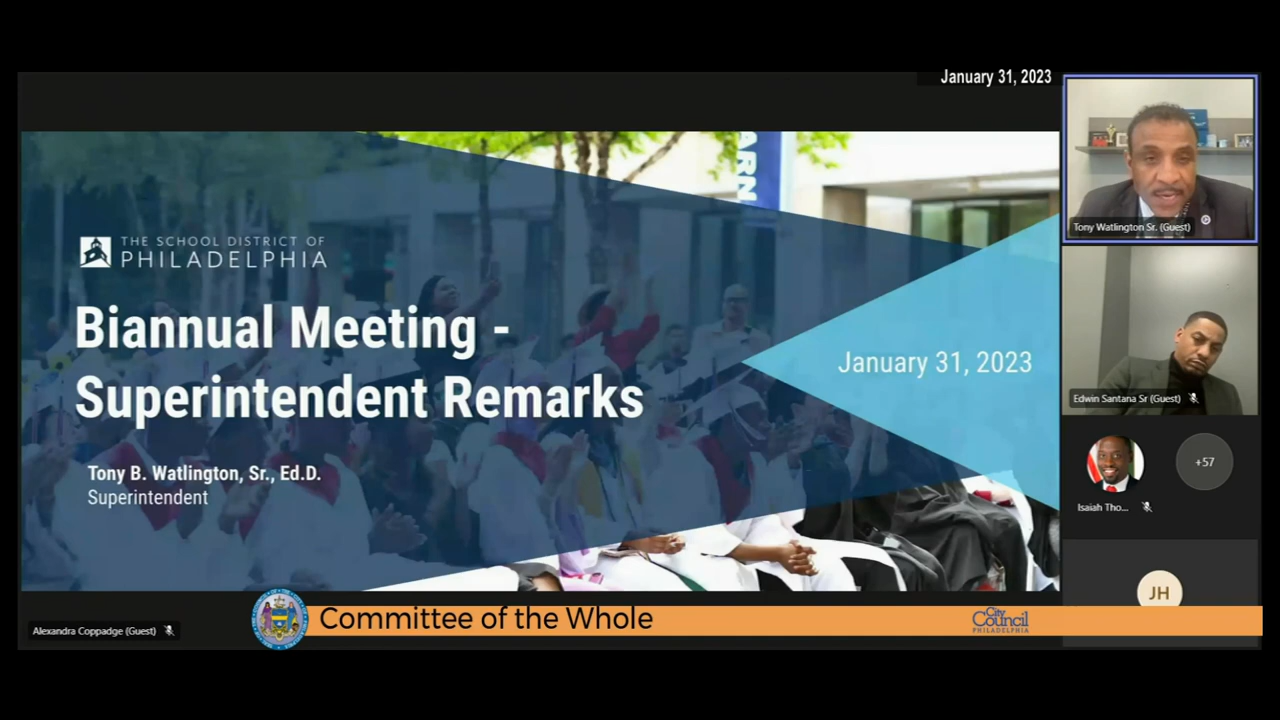 January 31, 2023
THE SCHOOL DISTRICT OF
PHILADELPHIA
Biannual Meeting -
Superintendent Remarks
Tony B. Watlington, Sr., Ed.D.
Superintendent
January 31, 2023
ARN
Tony Watlington Sr. (Guest)
Edwin Santana Sr (Guest)
+57
Isaiah Tho...
JH
Alexandra Coppadge (Guest)
Committee of the Whole
City
Council
PHILADELPHIA